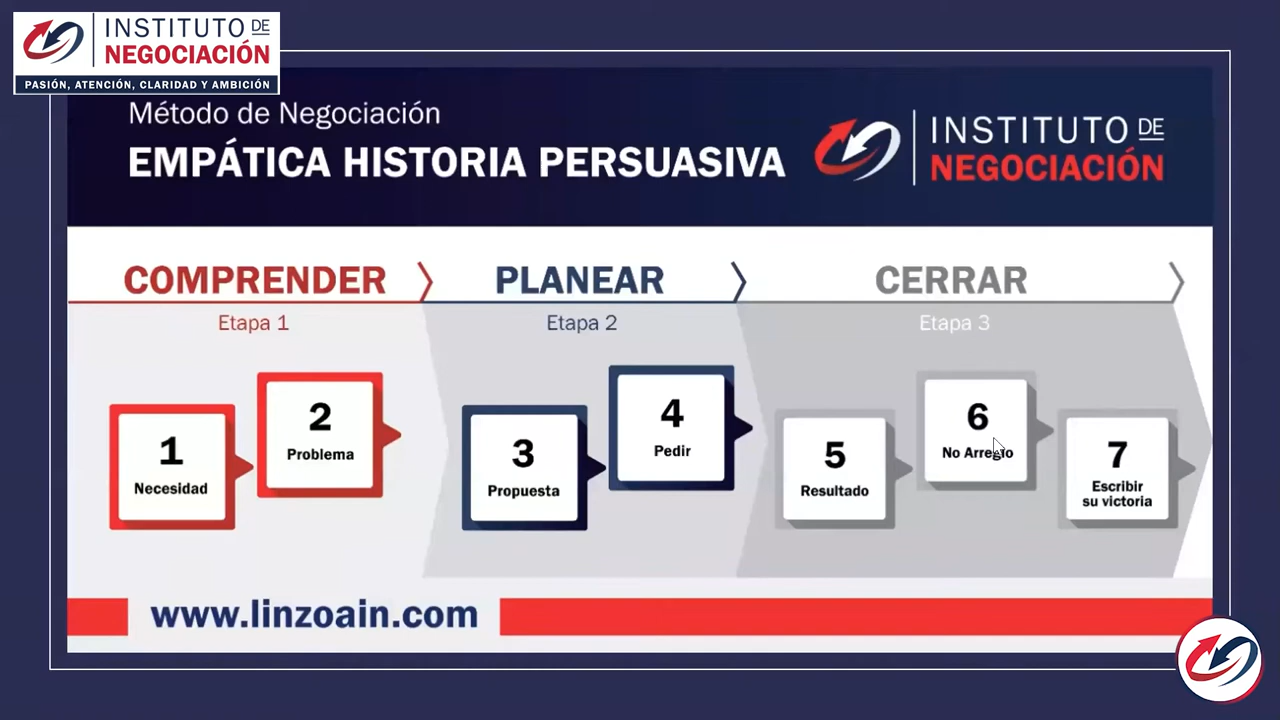 INSTITUTO DE
NEGOCIACIÓN
PASIÓN, ATENCIÓN, CLARIDAD Y AMBICIÓN
Método de Negociación
EMPÁTICA HISTORIA PERSUASIVA
INSTITUTO DE
NEGOCIACIÓN
COMPRENDER
PLANEAR
CERRAR
Etapa 1
Etapa 2
Etapa 3
1
Necesidad
2
Problema
3
Propuesta
4
Pedir
5
Resultado
6
No Arreglo
7
Escribir
su victoria
www.linzoain.com